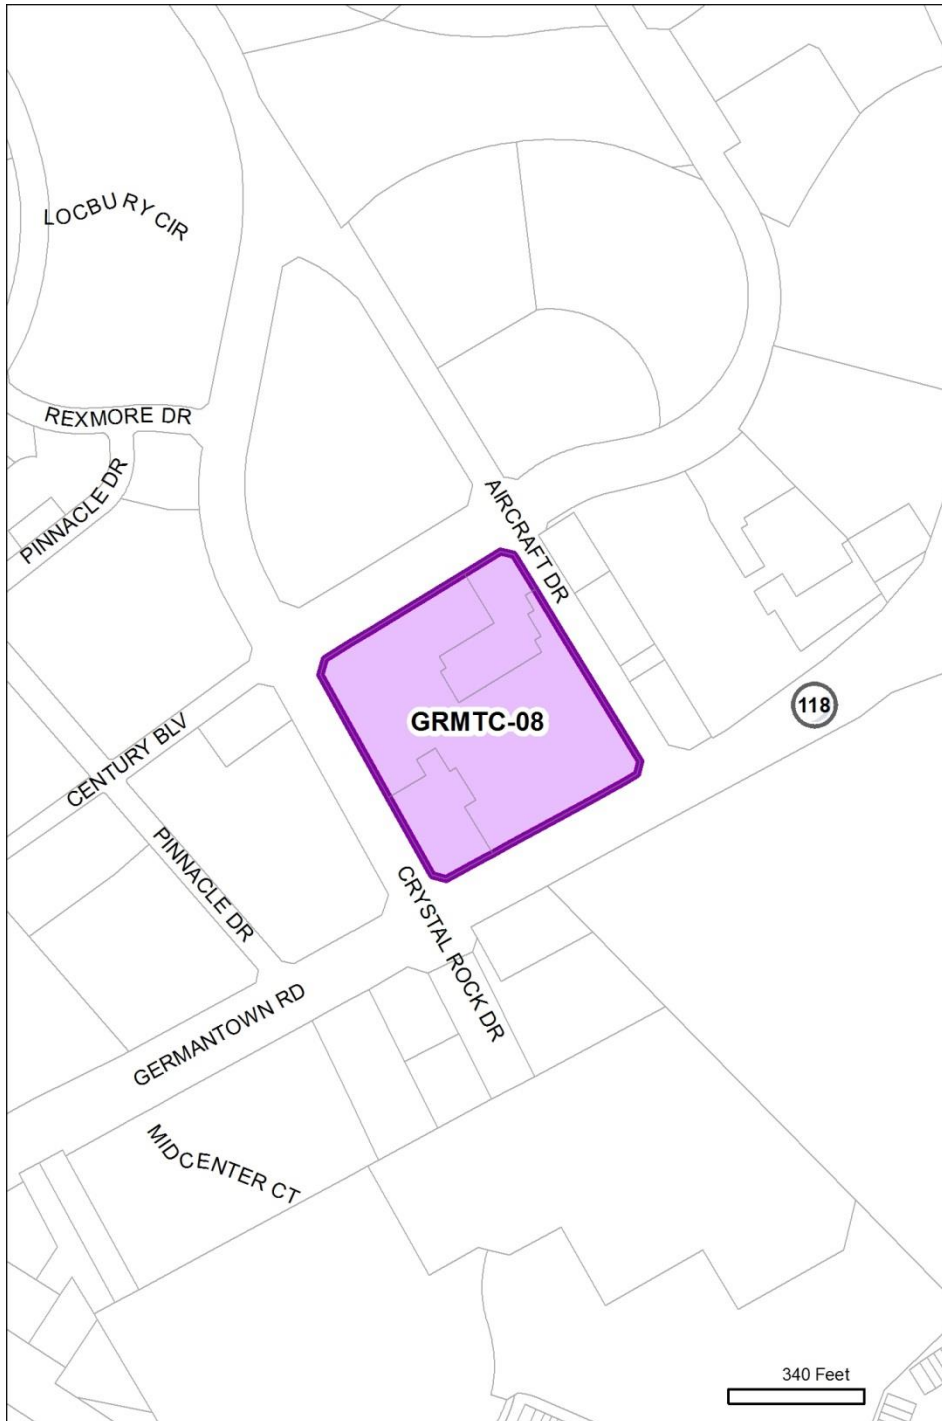 LOCBURY CIR
REXMORE DR
PINNACLE DR
AIRCRAFT DR
118
GRMTC-08
CENTURY BLV
PINNACLE DR
CRYSTAL ROCK DR
GERMANTOWN RD
MIDCENTER CT
340 Feet